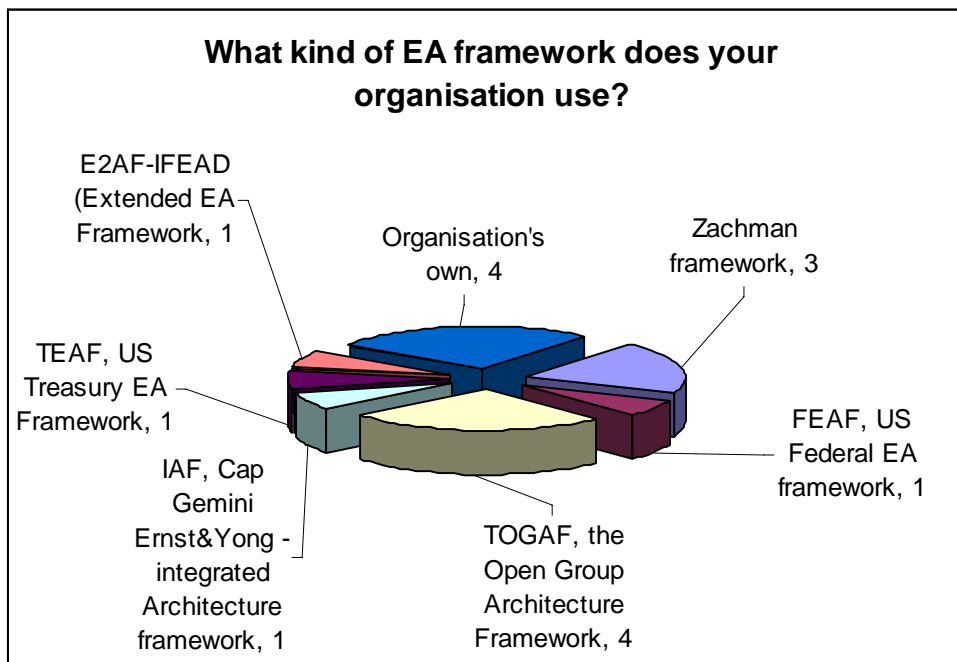 What kind of EA framework does your
organisation use?
E2AF-IFEAD
(Extended EA
Framework, 1
Organisation's
own, 4
Zachman
framework, 3
TEAF, US
Treasury EA
Framework, 1
FEAF, US
Federal EA
framework, 1
IAF, Cap
Gemini
Ernst&Yong -
integrated
Architecture
framework, 1
TOGAF, the
Open Group
Architecture
Framework, 4